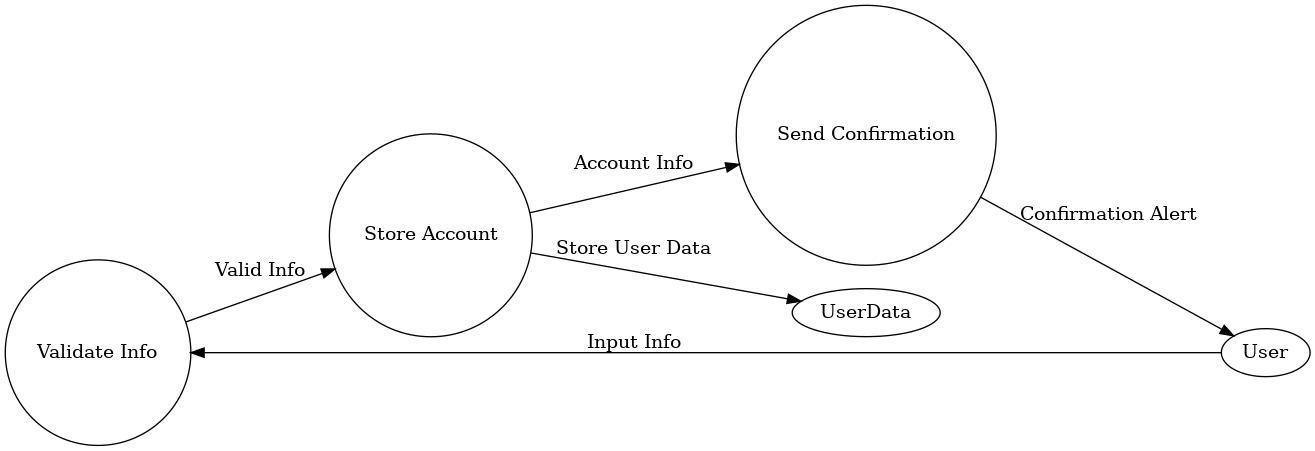 Send Confirmation
Account Info
Confirmation Alert
Store Account
Store User Data
Valid Info
UserData
Input Info
Validate Info
User